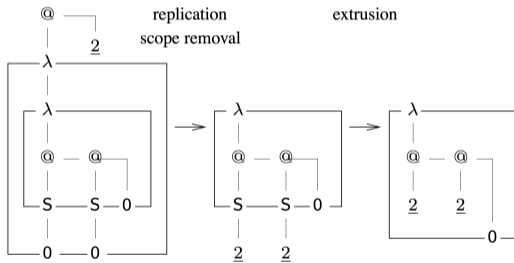 @ replication extrusion
2 scope removal
λ
λ λ λ
@ @ @ @ @ @
2 2
S S 0 S S 0
0
0 0 2 2